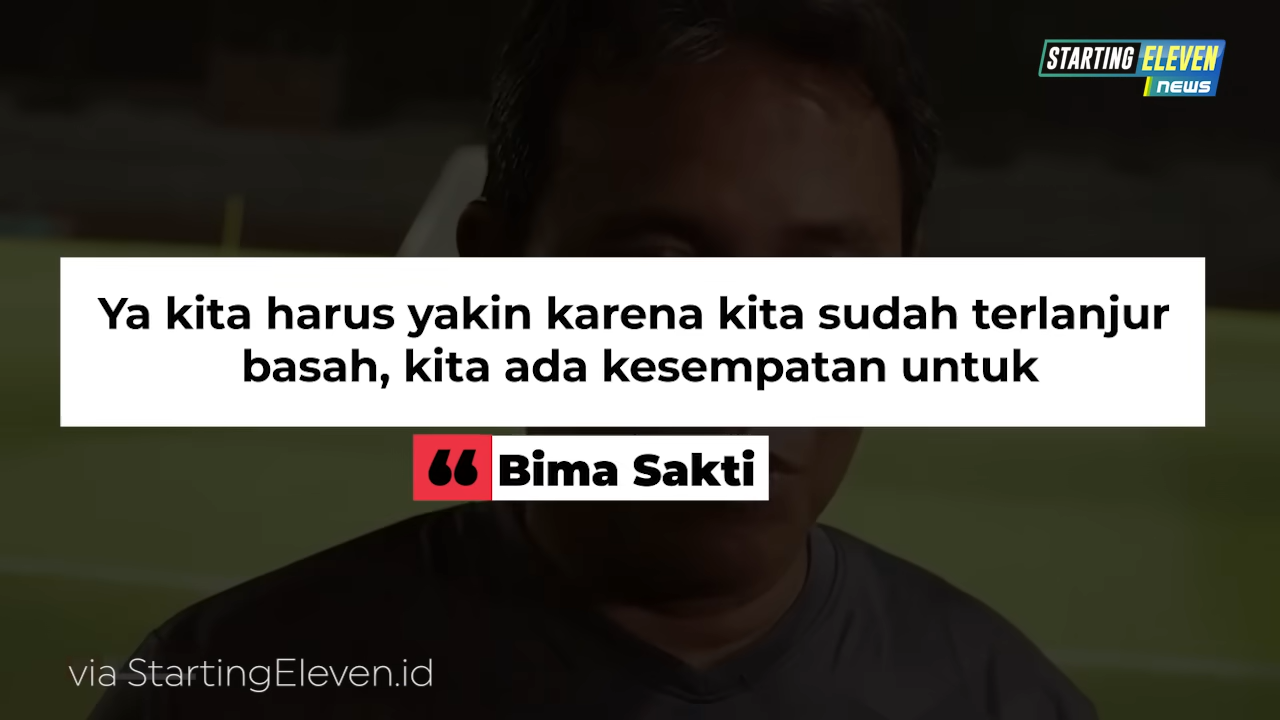 STARTING ELEVEN
news
Ya kita harus yakin karena kita sudah terlanjur
basah, kita ada kesempatan untuk
“ Bima Sakti
via StartingEleven.id